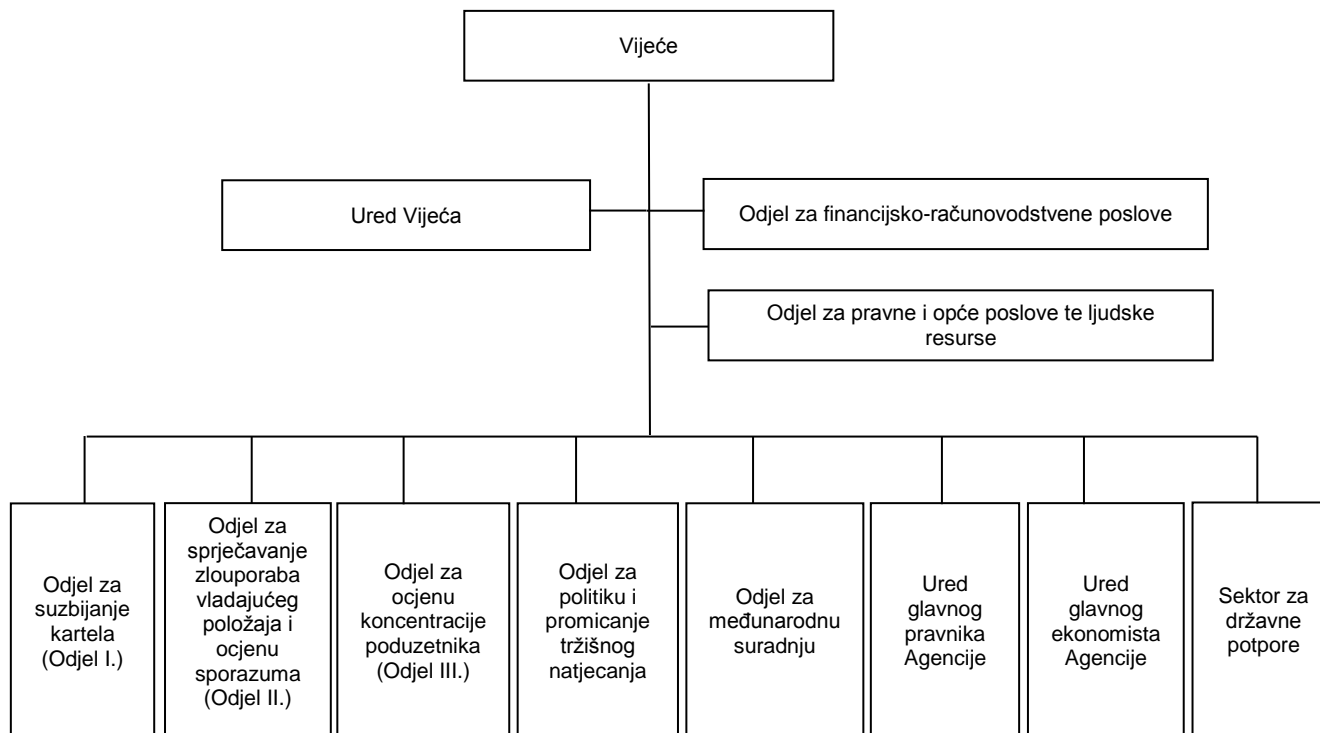 Vijeće
Ured Vijeća
Odjel za financijsko-računovodstvene poslove
Odjel za pravne i opće poslove te ljudske
resurse
Odjel za
suzbijanje
kartela
(Odjel I.)
Odjel za
sprječavanje
zlouporaba
vladajućeg
položaja i
ocjenu
sporazuma
(Odjel II.)
Odjel za
ocjenu
koncentracije
poduzetnika
(Odjel III.)
Odjel za
politiku i
promicanje
tržišnog
natjecanja
Odjel za
međunarodnu
suradnju
Ured
glavnog
pravnika
Agencije
Ured
glavnog
ekonomista
Agencije
Sektor za
državne
potpore